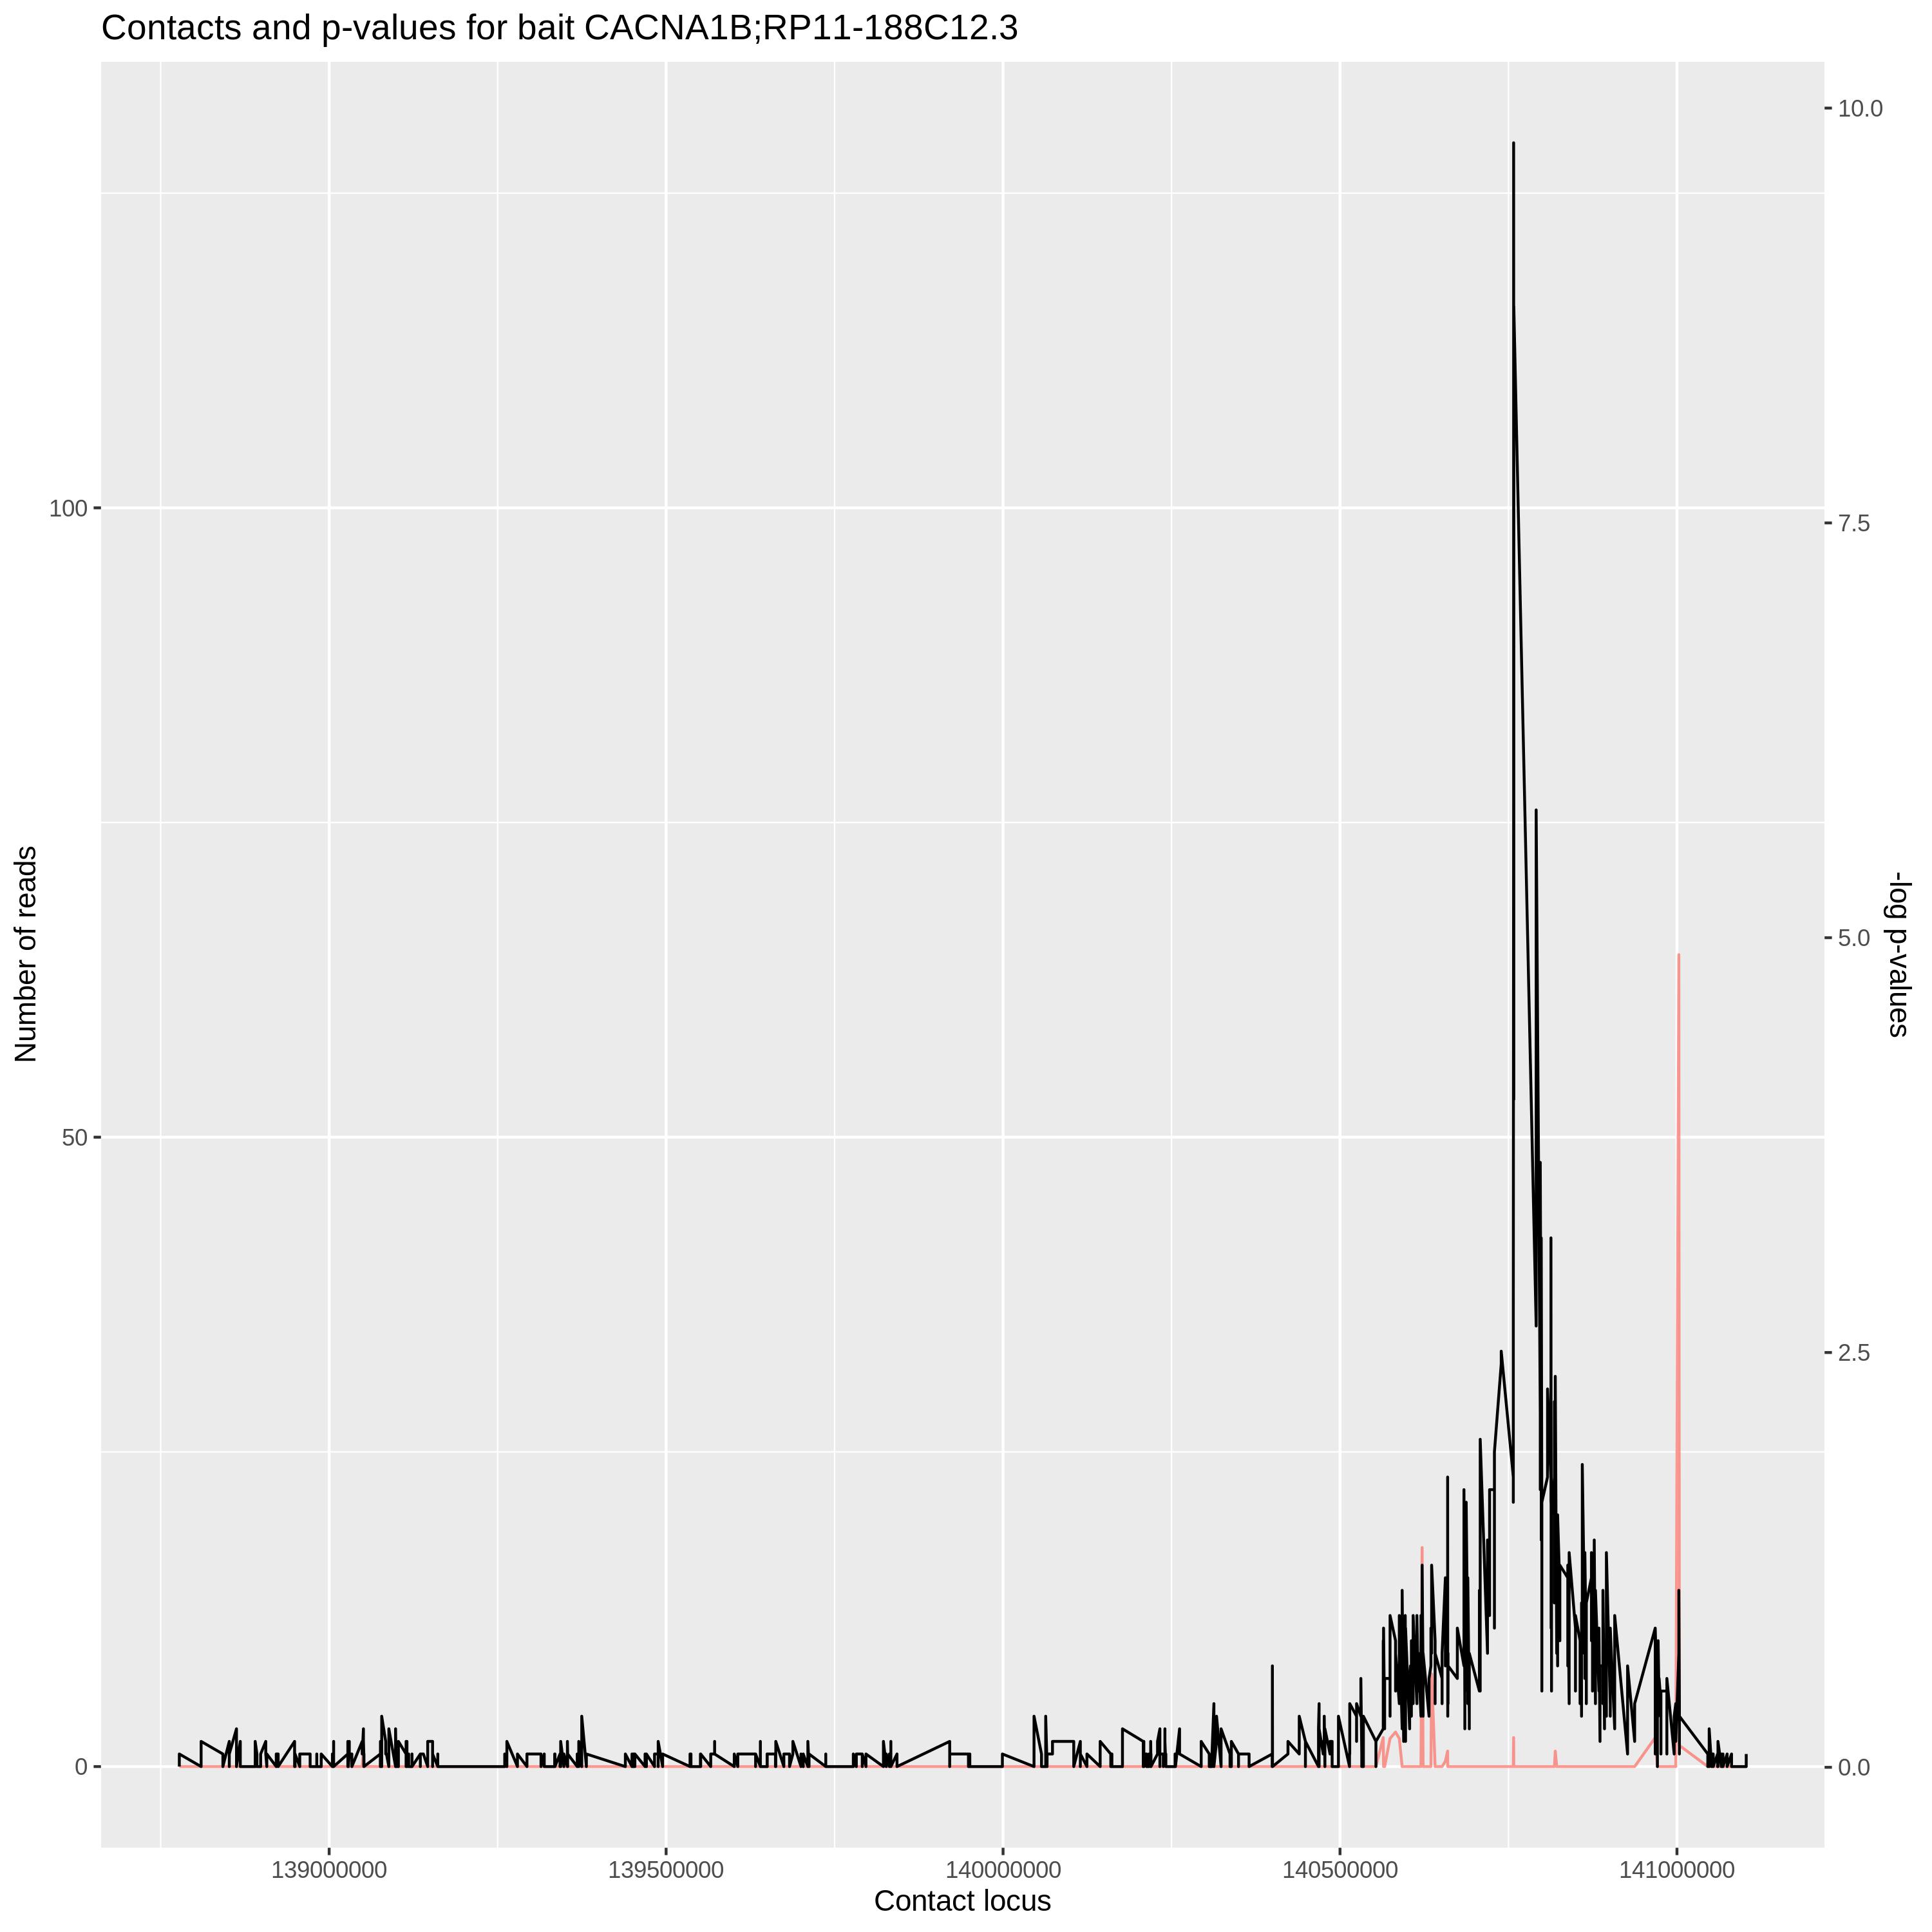 Contacts and p-values for bait CACNA1B;RP11-188C12.3
10.0
100
7.5
Number of reads
-log p-values
5.0
50
2.5
0
0.0
139000000 139500000 140000000 140500000 141000000
Contact locus